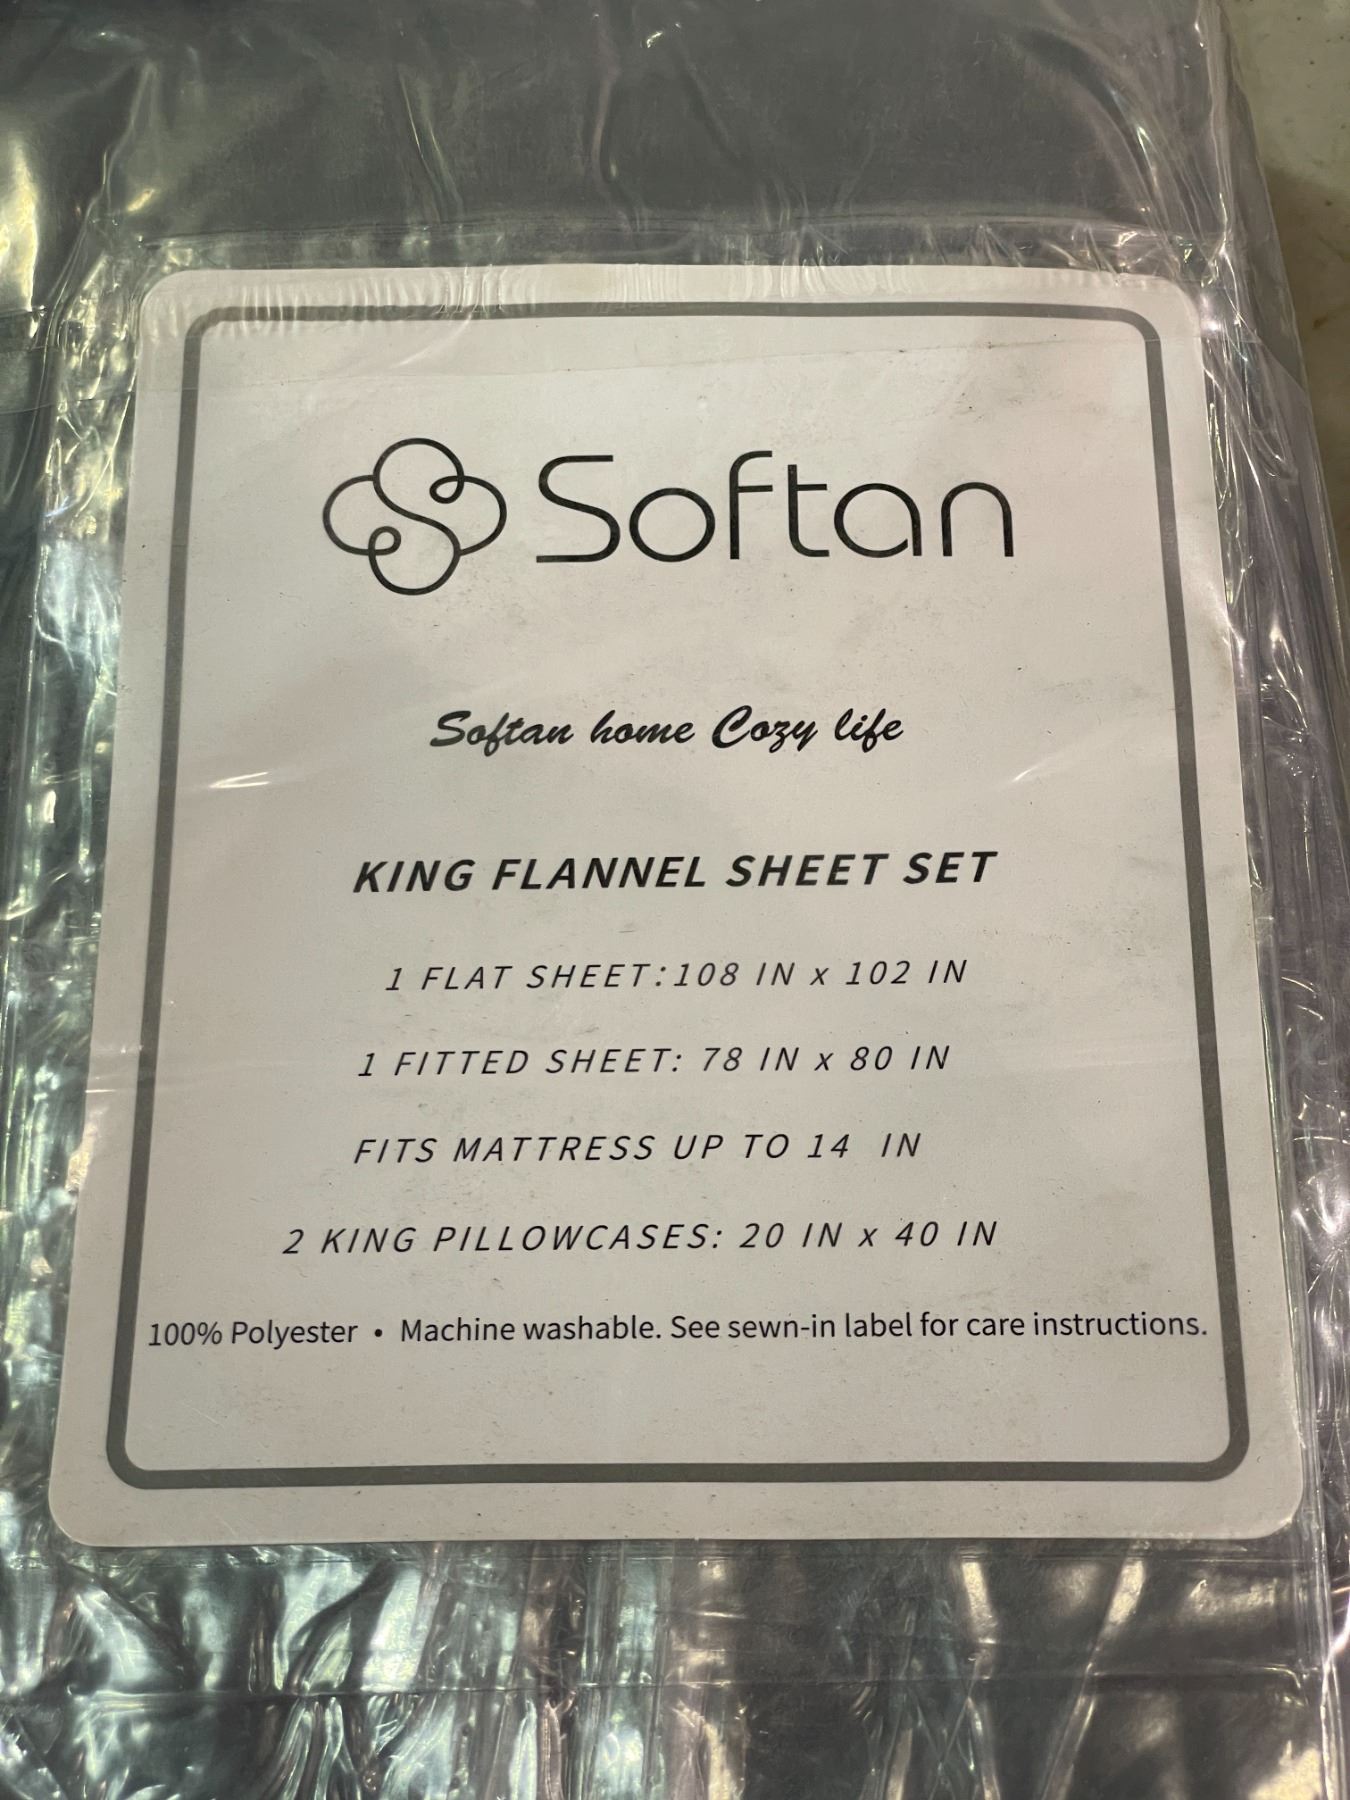 Softan
Softan home Cozy life
KING FLANNEL SHEET SET
1 FLAT SHEET:108 IN x 102 IN
1 FITTED SHEET: 78 IN x 80 IN
FITS MATTRESS UP TO 14 IN
2 KING PILLOWCASES: 20 IN x 40 IN
100% Polyester • Machine washable. See sewn-in label for care instructions.